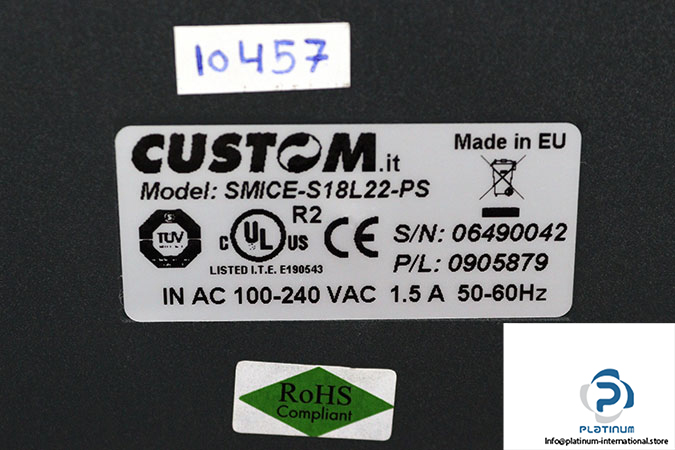 10457
CUSTOM.it
Made in EU
Model: SMICE-S18L22-PS
TÜV
C UL US R2 CE
LISTED I.T.E. E190543
S/N: 06490042
P/L: 0905879
IN AC 100-240 VAC 1.5 A 50-60Hz
RoHS
Compliant
PLATINUM
Info@platinum-international.store